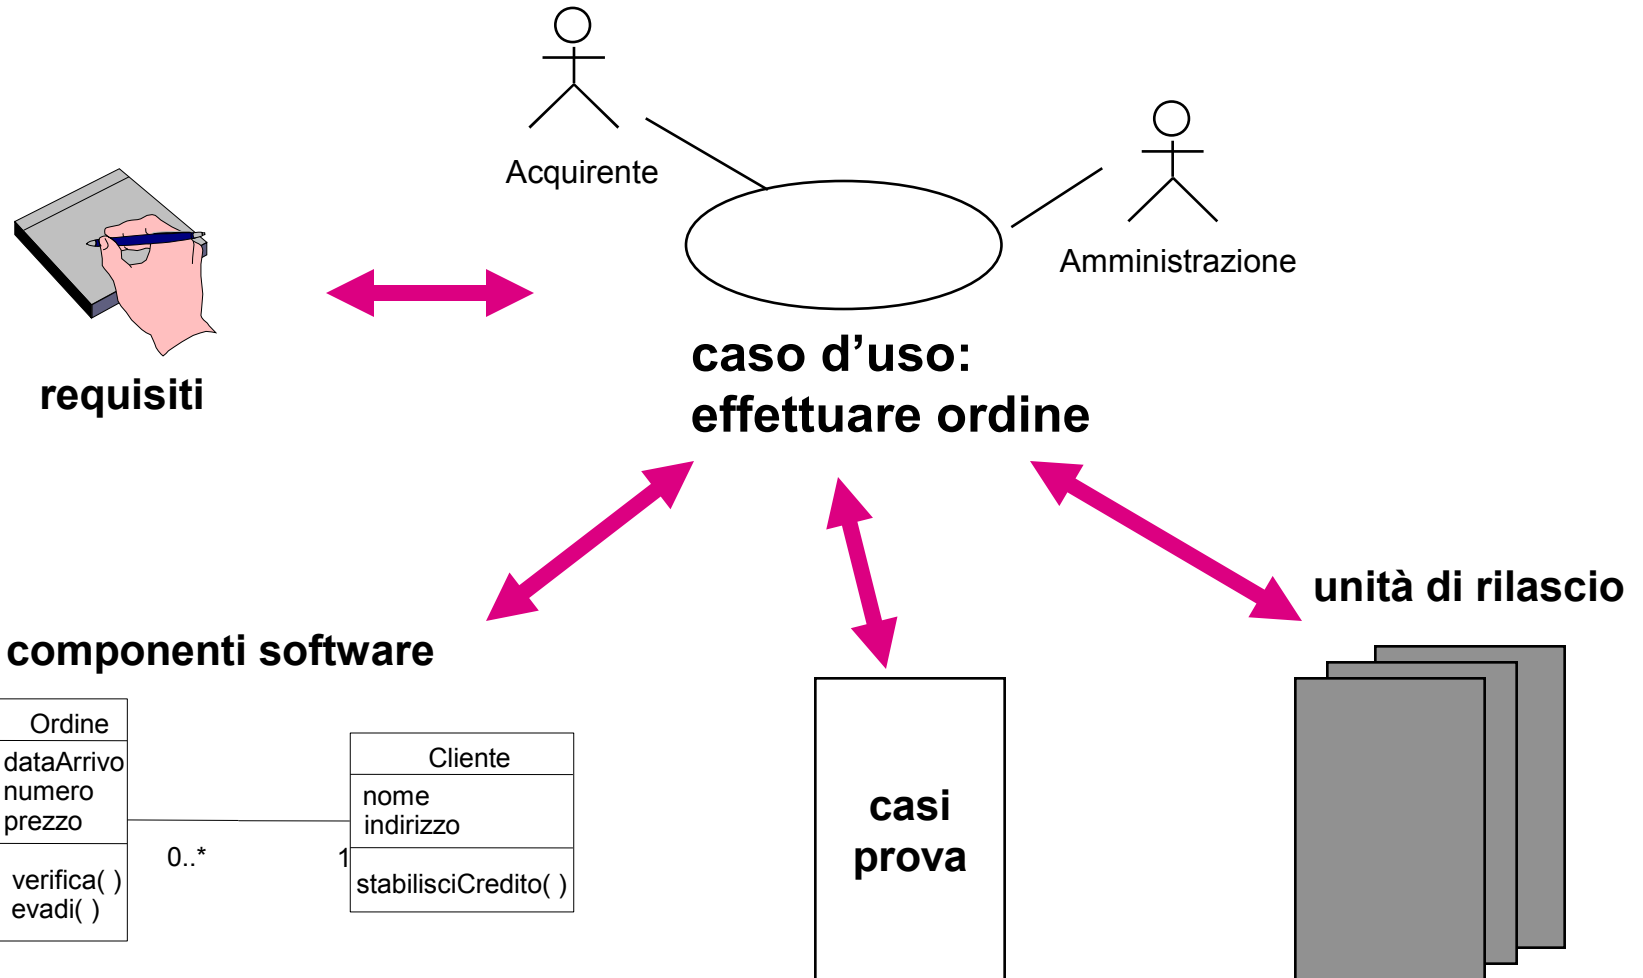 Acquirente
Amministrazione
requisiti
caso d’uso:
effettuare ordine
componenti software
Ordine
dataArrivo
numero
prezzo
verifica( )
evadi( )
0..*
1
Cliente
nome
indirizzo
stabilisciCredito( )
casi
prova
unità di rilascio